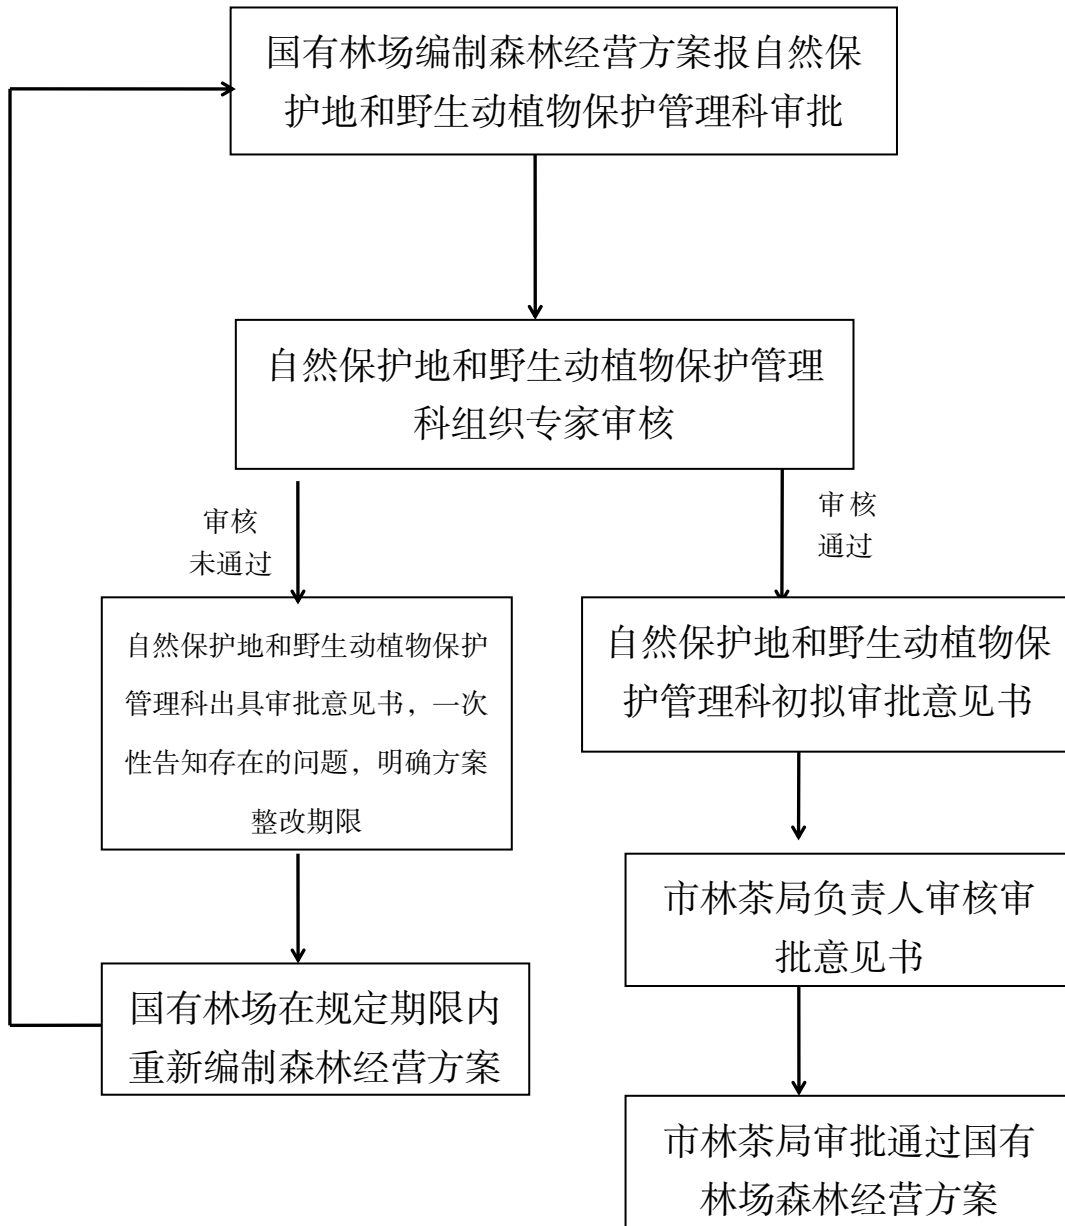 国有林场编制森林经营方案报自然保
护地和野生动植物保护管理科审批
自然保护地和野生动植物保护管理
科组织专家审核
审核
未通过
审核
通过
自然保护地和野生动植物保护
管理科出具审批意见书，一次
性告知存在的问题，明确方案
整改期限
自然保护地和野生动植物保
护管理科初拟审批意见书
市林茶局负责人审核审
批意见书
国有林场在规定期限内
重新编制森林经营方案
市林茶局审批通过国有
林场森林经营方案